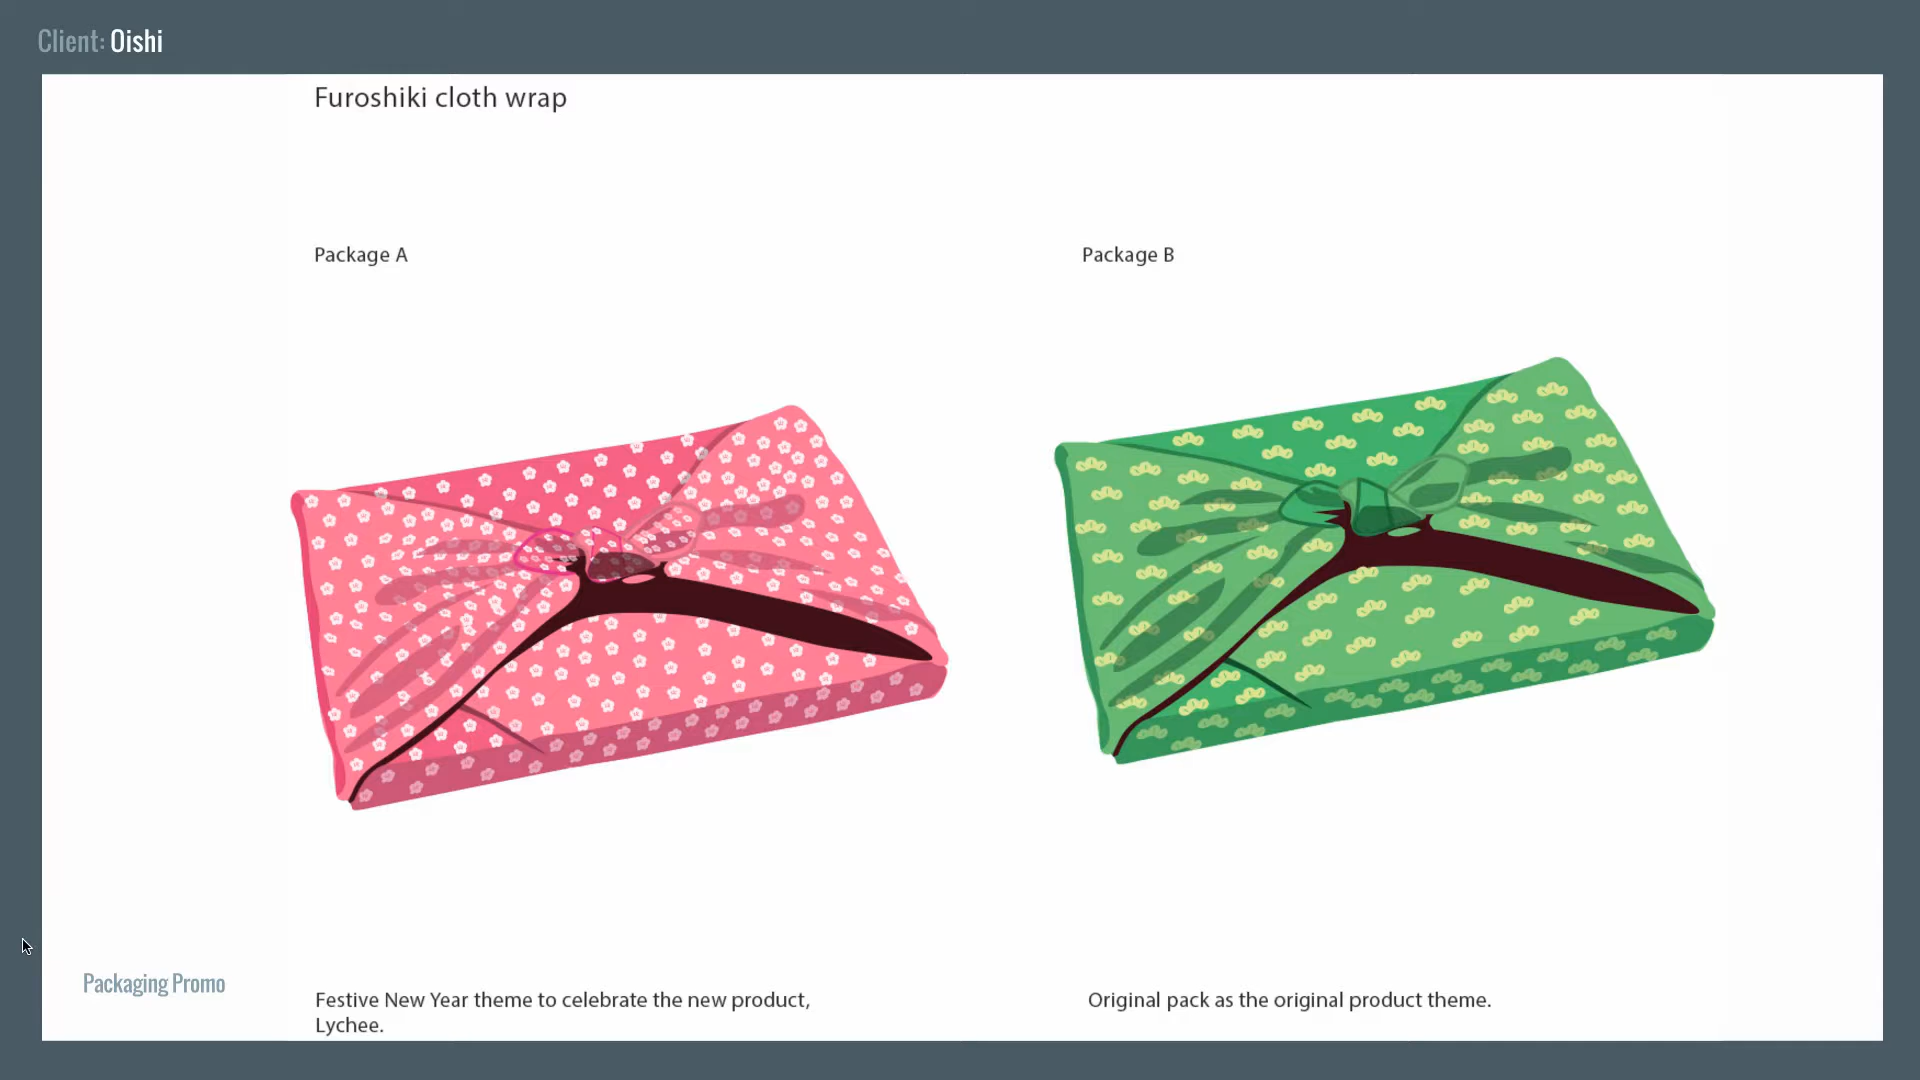 Client: Oishi
Furoshiki cloth wrap
Package A
Package B
Packaging Promo
Festive New Year theme to celebrate the new product,
Lychee.
Original pack as the original product theme.